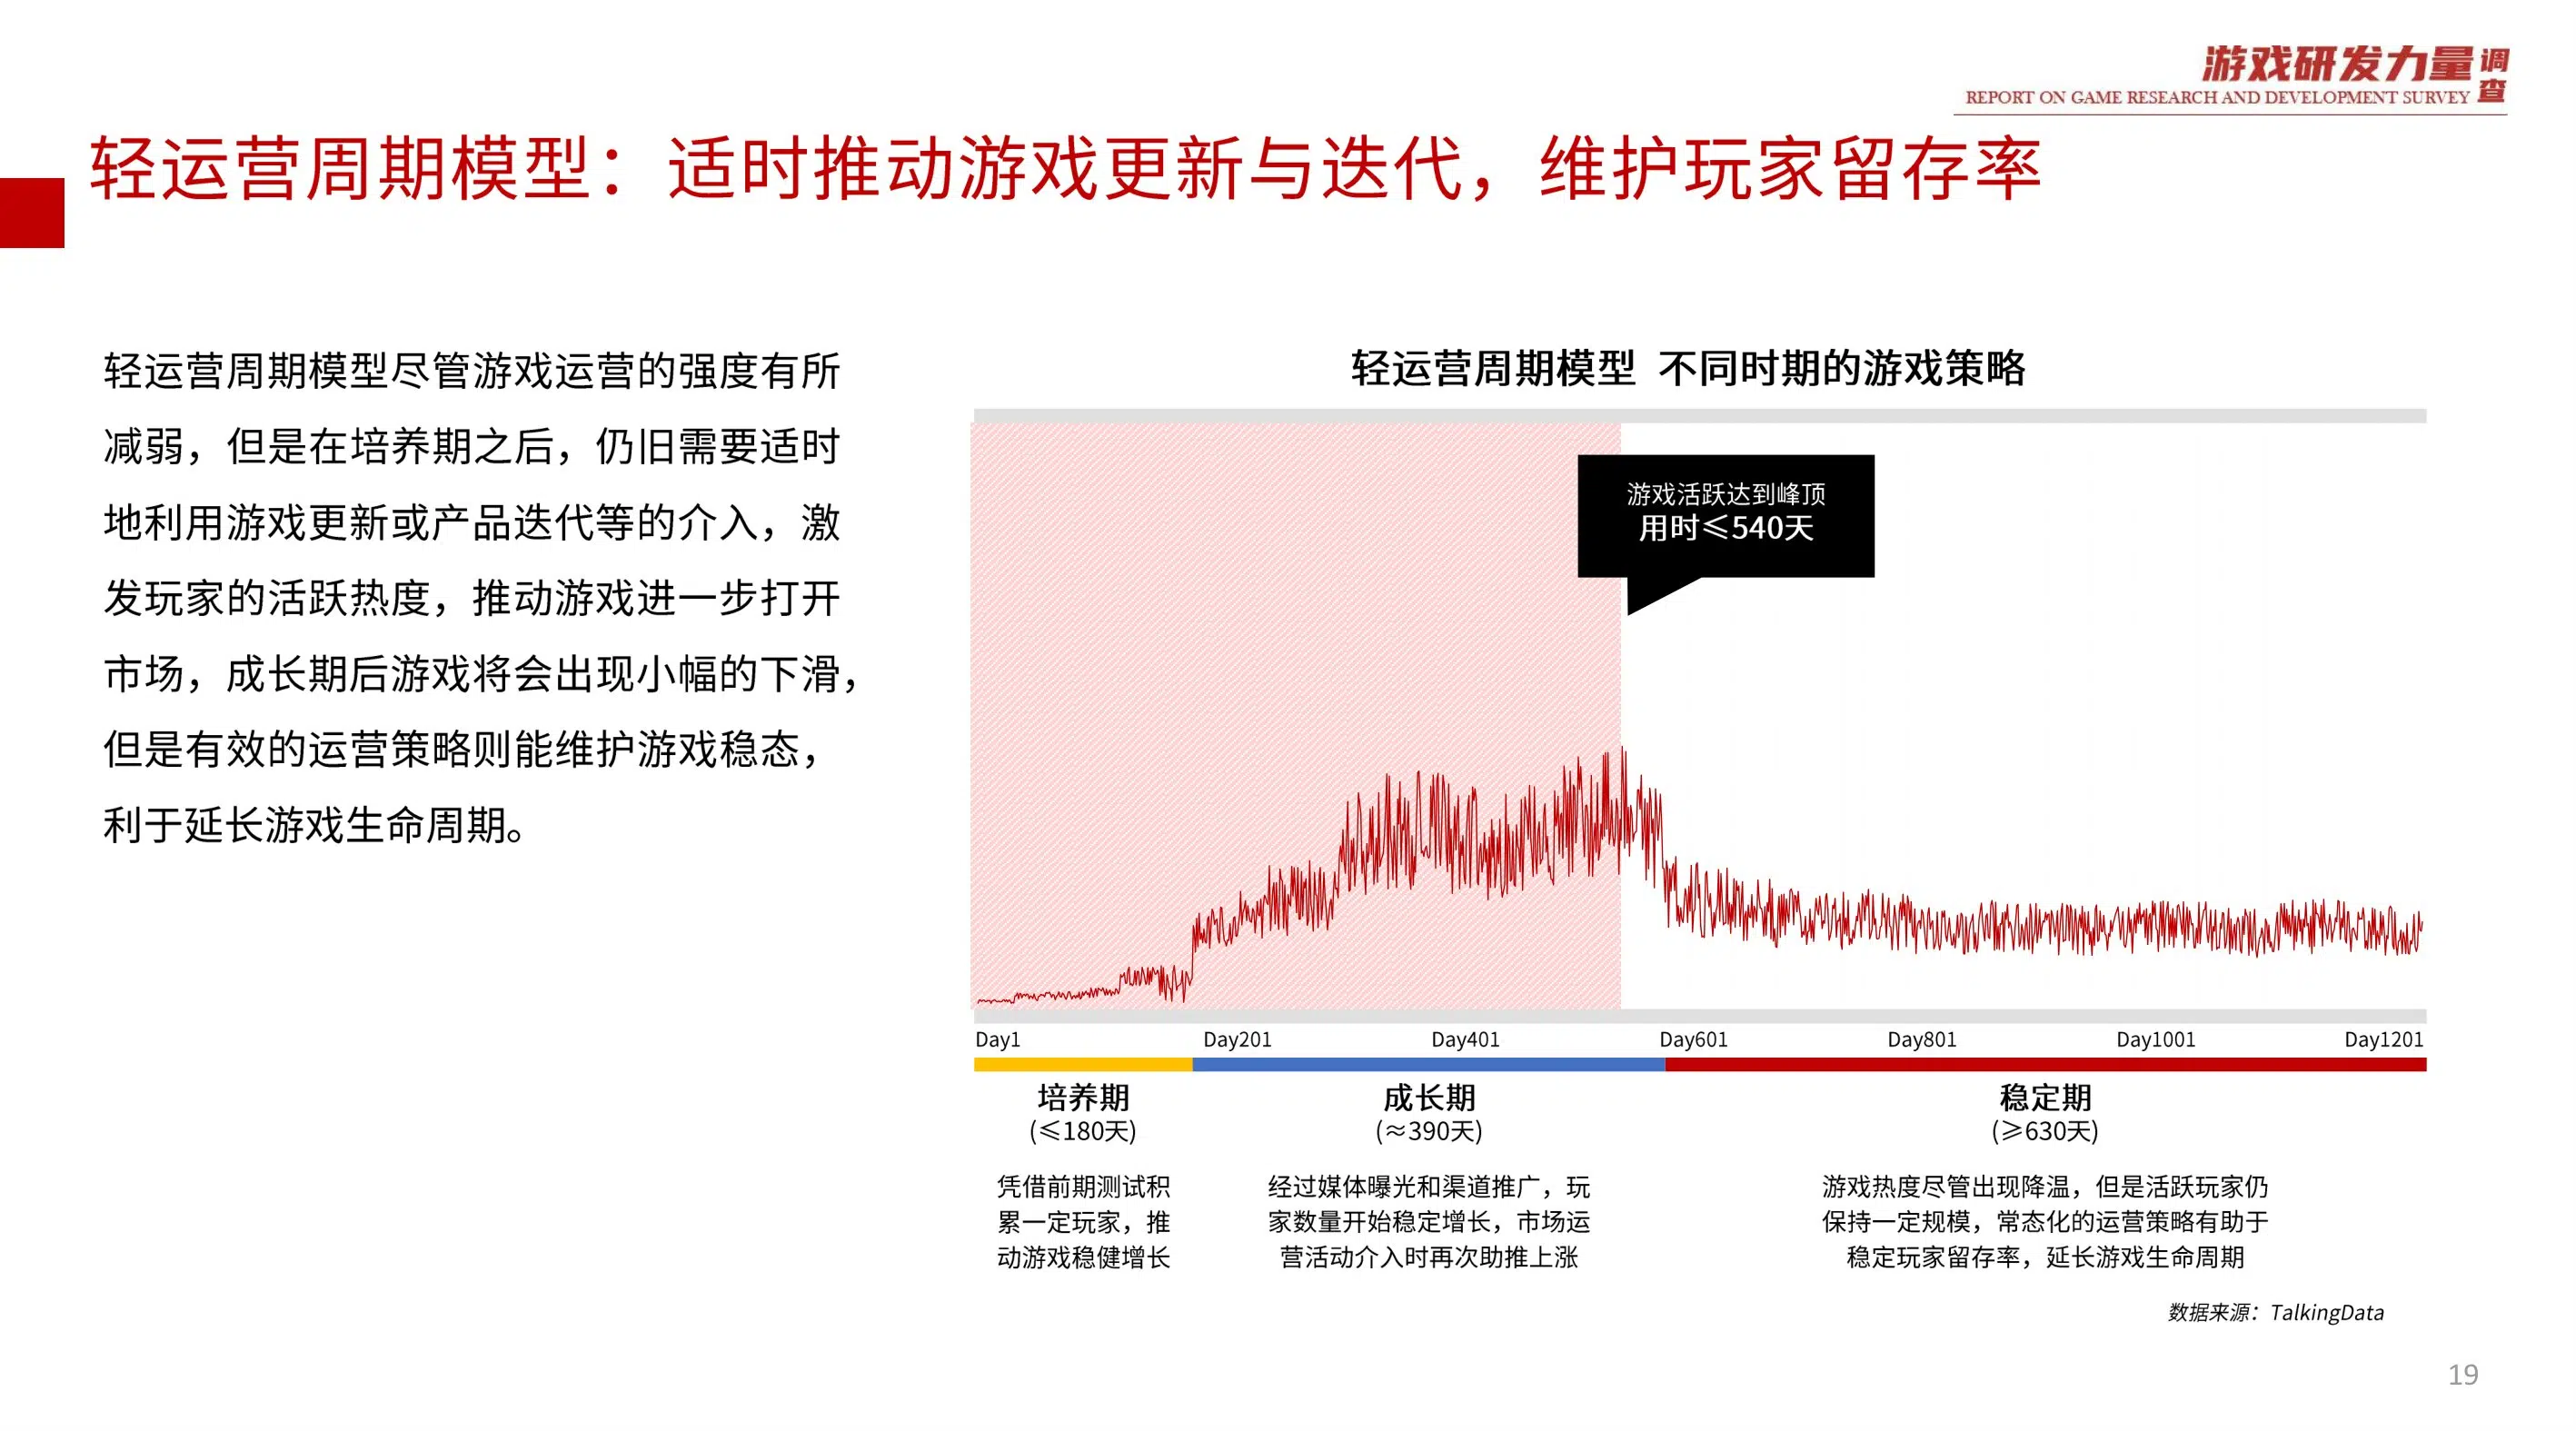 游戏研发力量调查
REPORT ON GAME RESEARCH AND DEVELOPMENT SURVEY
轻运营周期模型：适时推动游戏更新与迭代，维护玩家留存率
轻运营周期模型尽管游戏运营的强度有所
减弱，但是在培养期之后，仍旧需要适时
地利用游戏更新或产品迭代等的介入，激
发玩家的活跃热度，推动游戏进一步打开
市场，成长期后游戏将会出现小幅的下滑，
但是有效的运营策略则能维护游戏稳态，
利于延长游戏生命周期。
轻运营周期模型 不同时期的游戏策略
游戏活跃达到峰顶
用时≤540天
Day1 Day201 Day401 Day601 Day801 Day1001 Day1201
培养期
(≤180天)
凭借前期测试积
累一定玩家，推
动游戏稳健增长
成长期
(≈390天)
经过媒体曝光和渠道推广，玩
家数量开始稳定增长，市场运
营活动介入时再次助推上涨
稳定期
(≥630天)
游戏热度尽管出现降温，但是活跃玩家仍
保持一定规模，常态化的运营策略有助于
稳定玩家留存率，延长游戏生命周期
数据来源：TalkingData
19